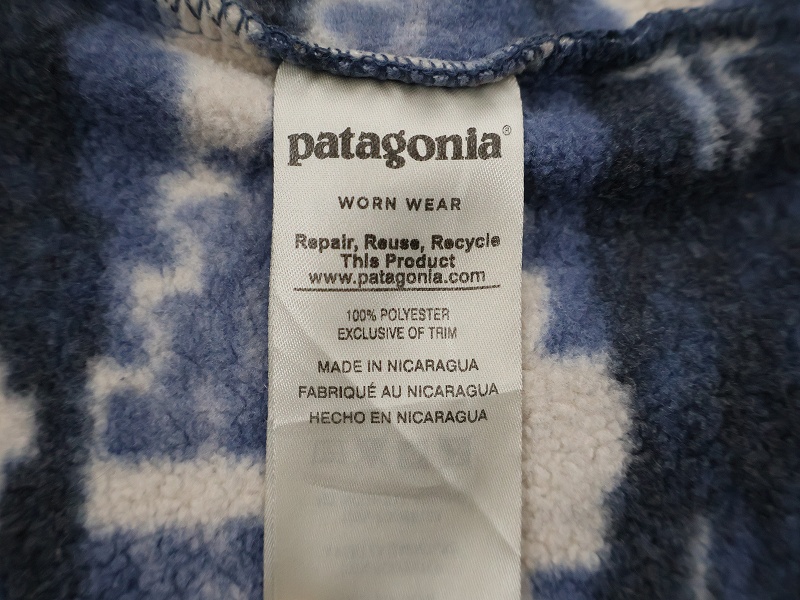 patagonia®
WORN WEAR
Repair, Reuse, Recycle
This Product
www.patagonia.com
100% POLYESTER
EXCLUSIVE OF TRIM
MADE IN NICARAGUA
FABRIQUÉ AU NICARAGUA
HECHO EN NICARAGUA